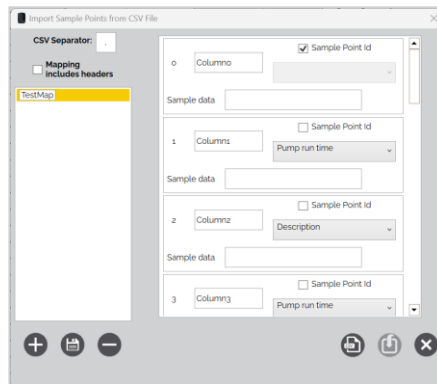 Import Sample Points from CSV File
CSV Separator: .
Mapping
includes headers
TestMap
Sample Point Id
0 Column0
Sample data
Sample Point Id
1 Column1
Pump run time
Sample data
Sample Point Id
2 Column2
Description
Sample data
Sample Point Id
3 Column3
Pump run time